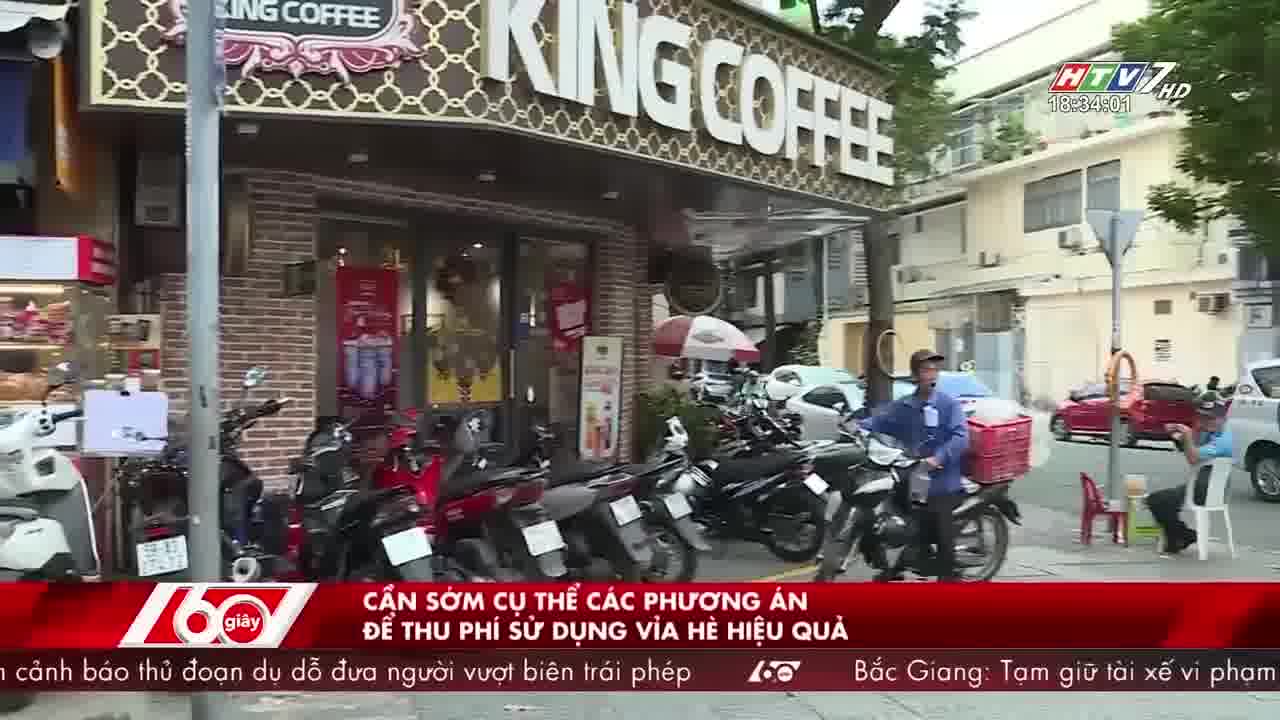 KING COFFEE
KING COFFEE
HTV7 HD
18:34:01
60 giây
CẦN SỚM CỤ THỂ CÁC PHƯƠNG ÁN
ĐỂ THU PHÍ SỬ DỤNG VỈA HÈ HIỆU QUẢ
cảnh báo thủ đoạn dụ dỗ đưa người vượt biên trái phép
60
Bắc Giang: Tạm giữ tài xế vi phạm